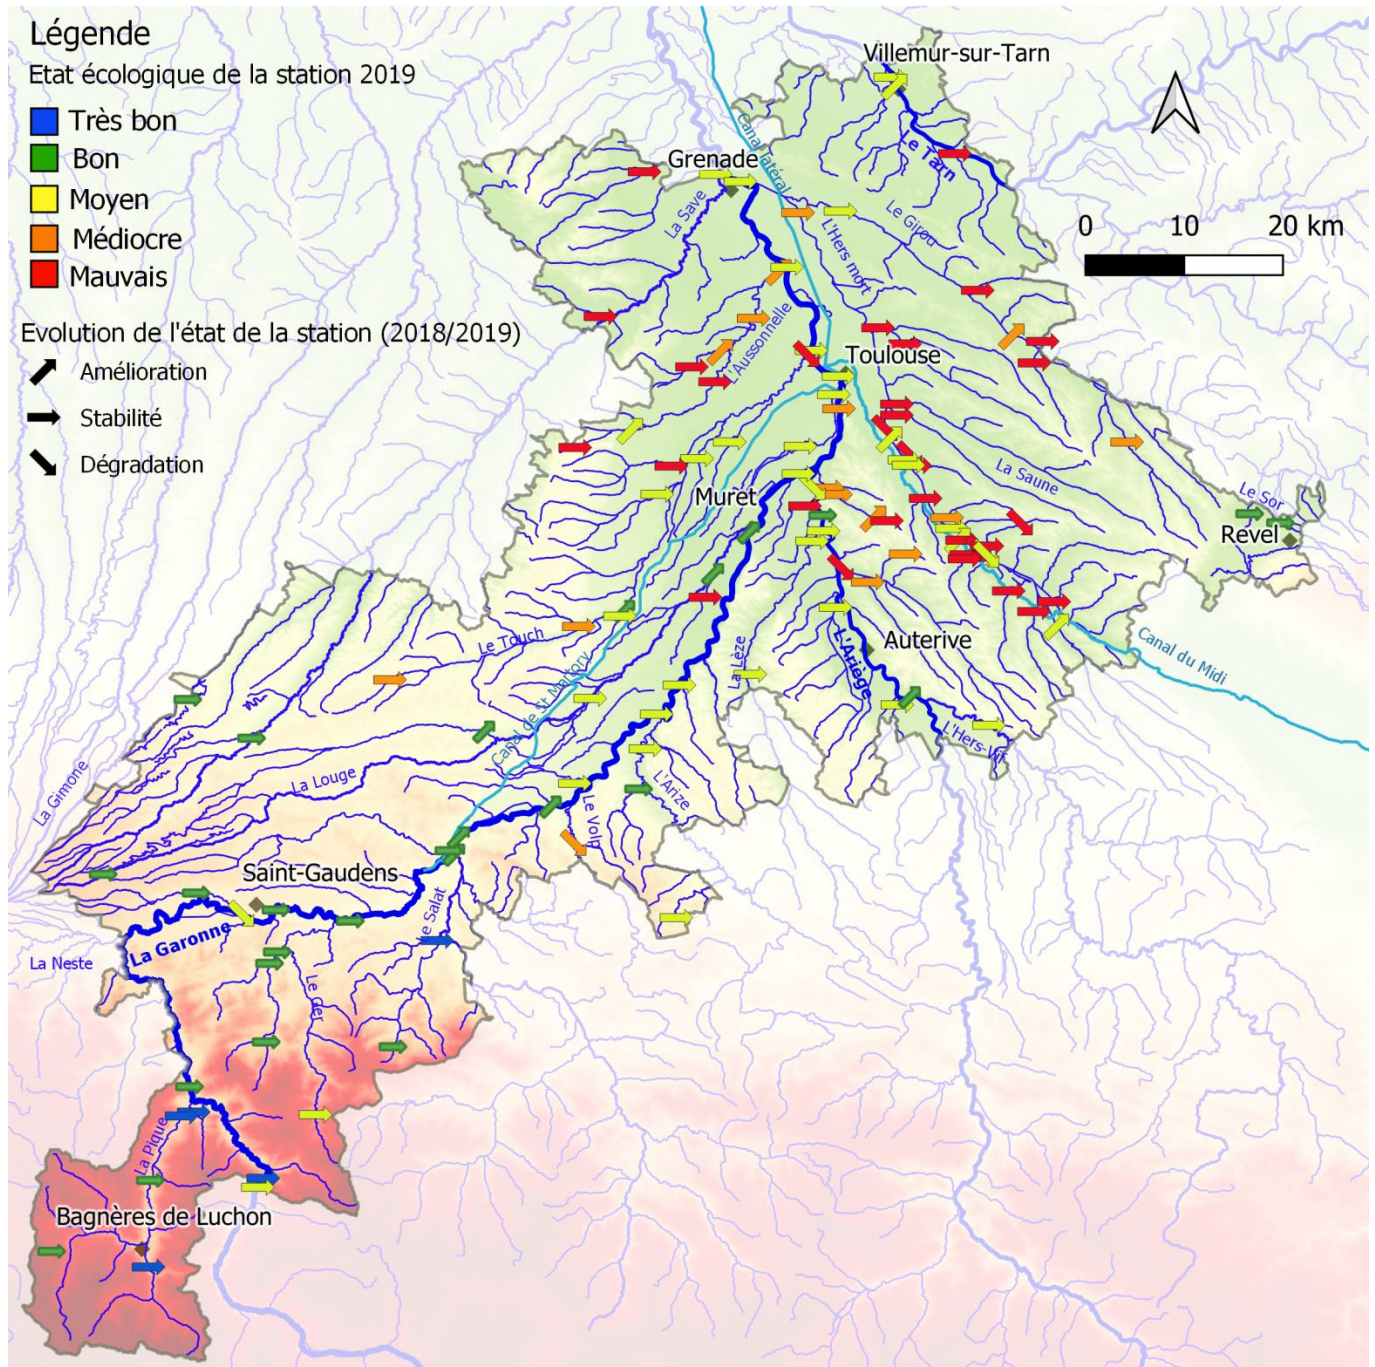 Légende
Etat écologique de la station 2019
Très bon
Bon
Moyen
Médiocre
Mauvais
Evolution de l'état de la station (2018/2019)
Amélioration
Stabilité
Dégradation
Villemur-sur-Tarn
Canal latéral
Le Tarn
Grenade
La Save
Le Girou
L'Hers mort
0 10 20 km
L'Aussonnelle
Toulouse
La Saune
Muret
Le Sor
Revel
Le Touch
Canal de St-Martory
La Lèze
L'Ariège
Auterive
Canal du Midi
L'Hers-Vif
La Gimone
La Louge
L'Arize
Le Volp
Saint-Gaudens
Le Salat
La Garonne
La Neste
Le Ger
La Pique
Bagnères de Luchon